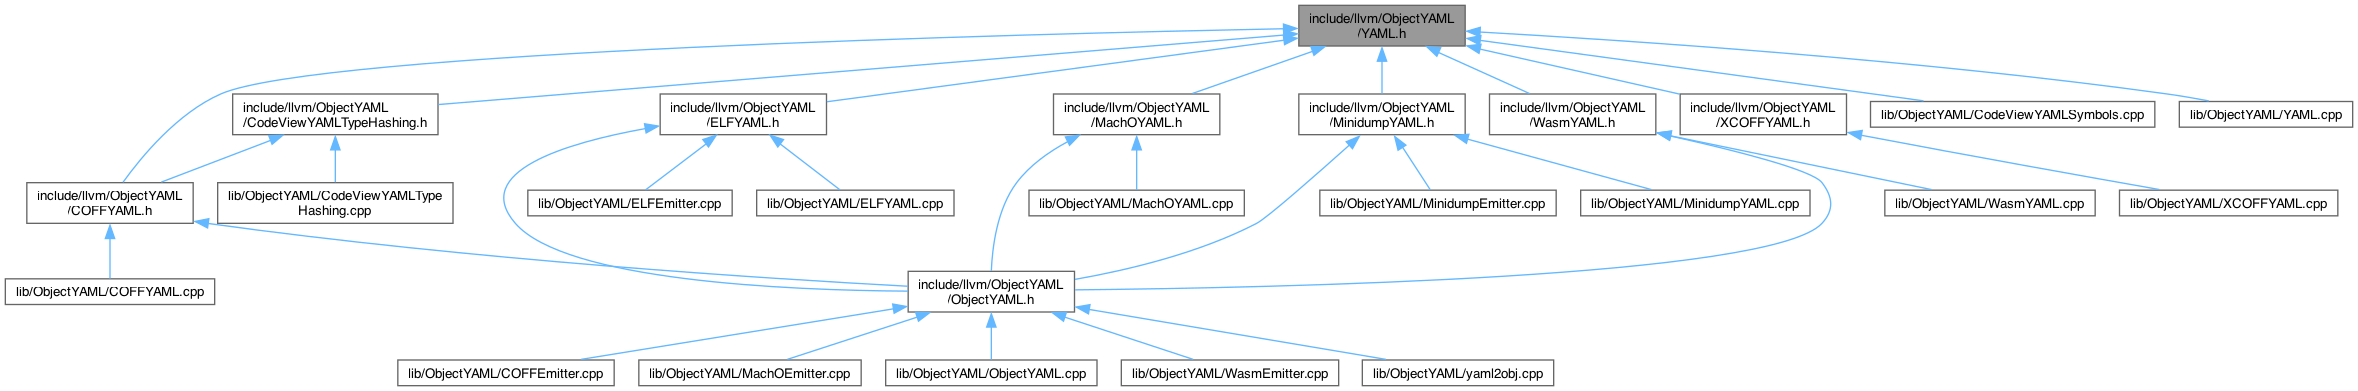 include/llvm/ObjectYAML
/YAML.h
include/llvm/ObjectYAML
/CodeViewYAMLTypeHashing.h
include/llvm/ObjectYAML
/ELFYAML.h
include/llvm/ObjectYAML
/MachOYAML.h
include/llvm/ObjectYAML
/MinidumpYAML.h
include/llvm/ObjectYAML
/WasmYAML.h
include/llvm/ObjectYAML
/XCOFFYAML.h
lib/ObjectYAML/CodeViewYAMLSymbols.cpp
lib/ObjectYAML/YAML.cpp
include/llvm/ObjectYAML
/COFFYAML.h
lib/ObjectYAML/CodeViewYAMLType
Hashing.cpp
lib/ObjectYAML/ELFEmitter.cpp
lib/ObjectYAML/ELFYAML.cpp
lib/ObjectYAML/MachOYAML.cpp
lib/ObjectYAML/MinidumpEmitter.cpp
lib/ObjectYAML/MinidumpYAML.cpp
lib/ObjectYAML/WasmYAML.cpp
lib/ObjectYAML/XCOFFYAML.cpp
lib/ObjectYAML/COFFYAML.cpp
include/llvm/ObjectYAML
/ObjectYAML.h
lib/ObjectYAML/COFFEmitter.cpp
lib/ObjectYAML/MachOEmitter.cpp
lib/ObjectYAML/ObjectYAML.cpp
lib/ObjectYAML/WasmEmitter.cpp
lib/ObjectYAML/yaml2obj.cpp